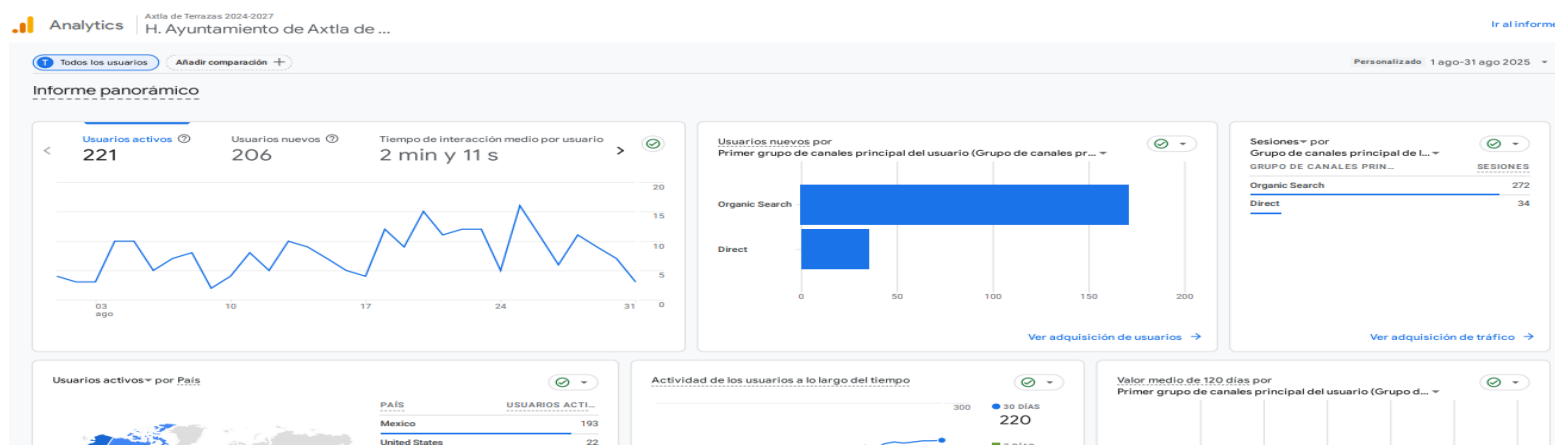 Analytics
Axtla de Terrazas 2024-2027
H. Ayuntamiento de Axtla de ...
Ir al informe
T Todos los usuarios
Añadir comparación +
Personalizado 1 ago-31 ago 2025
Informe panorámico
Usuarios activos
221
Usuarios nuevos
206
Tiempo de interacción medio por usuario
2 min y 11 s
20
15
10
5
0
03
ago
10
17
24
31
Usuarios nuevos por
Primer grupo de canales principal del usuario (Grupo de canales pr...
Organic Search
Direct
0
50
100
150
200
Ver adquisición de usuarios →
Sesiones por
Grupo de canales principal de l...
GRUPO DE CANALES PRIN... SESIONES
Organic Search 272
Direct 34
Ver adquisición de tráfico →
Usuarios activos por País
PAÍS USUARIOS ACTI...
Mexico 193
United States 22
Actividad de los usuarios a lo largo del tiempo
300
30 DÍAS
220
Valor medio de 120 días por
Primer grupo de canales principal del usuario (Grupo d...